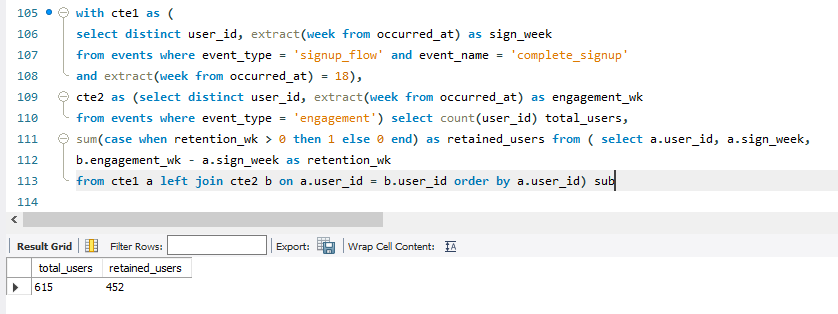 105 with cte1 as (
106 select distinct user_id, extract(week from occurred_at) as sign_week
107 from events where event_type = 'signup_flow' and event_name = 'complete_signup'
108 and extract(week from occurred_at) = 18),
109 cte2 as (select distinct user_id, extract(week from occurred_at) as engagement_wk
110 from events where event_type = 'engagement') select count(user_id) total_users,
111 sum(case when retention_wk > 0 then 1 else 0 end) as retained_users from ( select a.user_id, a.sign_week,
112 b.engagement_wk - a.sign_week as retention_wk
113 from cte1 a left join cte2 b on a.user_id = b.user_id order by a.user_id) sub
114
Result Grid Filter Rows: Export: Wrap Cell Content:
total_users retained_users
615 452